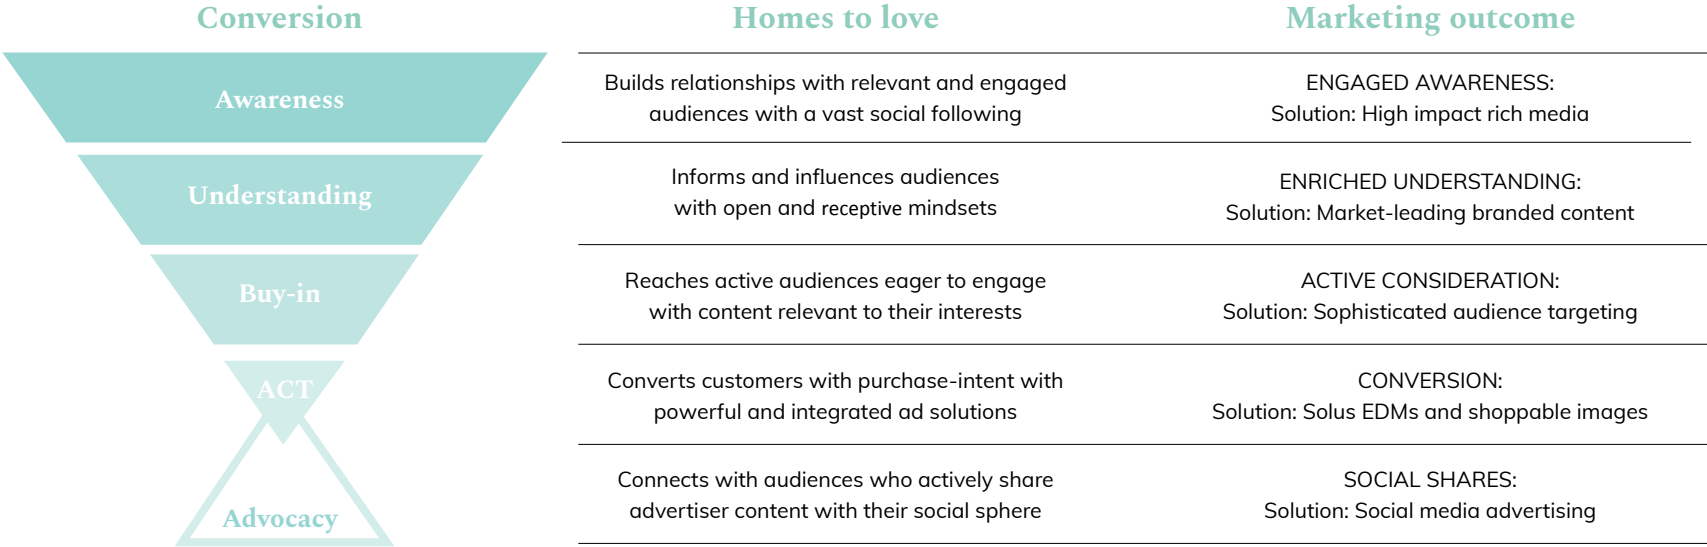 Conversion
Homes to love
Marketing outcome
Awareness
Builds relationships with relevant and engaged
audiences with a vast social following
ENGAGED AWARENESS:
Solution: High impact rich media
Understanding
Informs and influences audiences
with open and receptive mindsets
ENRICHED UNDERSTANDING:
Solution: Market-leading branded content
Buy-in
Reaches active audiences eager to engage
with content relevant to their interests
ACTIVE CONSIDERATION:
Solution: Sophisticated audience targeting
ACT
Converts customers with purchase-intent with
powerful and integrated ad solutions
CONVERSION:
Solution: Solus EDMs and shoppable images
Advocacy
Connects with audiences who actively share
advertiser content with their social sphere
SOCIAL SHARES:
Solution: Social media advertising